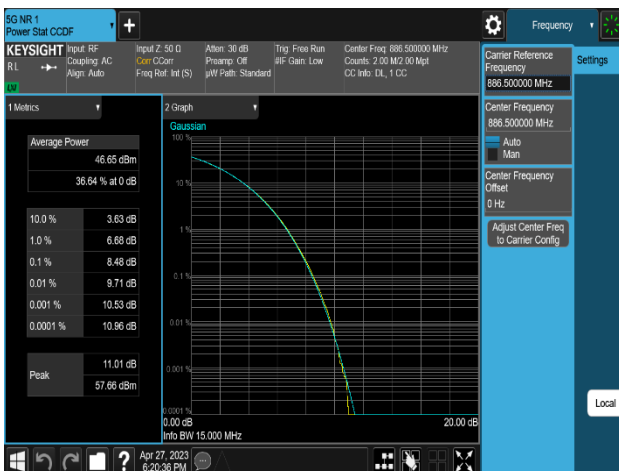 5G NR 1
Power Stat CCDF
Frequency
KEYSIGHT
R L
LW
Input: RF
Coupling: AC
Align: Auto
Input Z: 50 Ω
Corr CCorr
Freq Ref: Int (S)
Atten: 30 dB
Preamp: Off
µW Path: Standard
Trig: Free Run
#IF Gain: Low
Center Freq: 886.500000 MHz
Counts: 2.00 M/2.00 Mpt
CC Info: DL, 1 CC
1 Metrics
Average Power
46.65 dBm
36.64 % at 0 dB
10.0 % 3.63 dB
1.0 % 6.68 dB
0.1 % 8.48 dB
0.01 % 9.71 dB
0.001 % 10.53 dB
0.0001 % 10.96 dB
Peak
11.01 dB
57.66 dBm
2 Graph
Gaussian
100 %
10 %
1 %
0.1 %
0.01 %
0.001 %
0.0001 %
0.00 dB
20.00 dB
Info BW 15.000 MHz
Carrier Reference
Frequency
886.500000 MHz
Center Frequency
886.500000 MHz
Auto
Man
Center Frequency
Offset
0 Hz
Adjust Center Freq
to Carrier Config
Settings
Local
?
Apr 27, 2023
6:20:36 PM